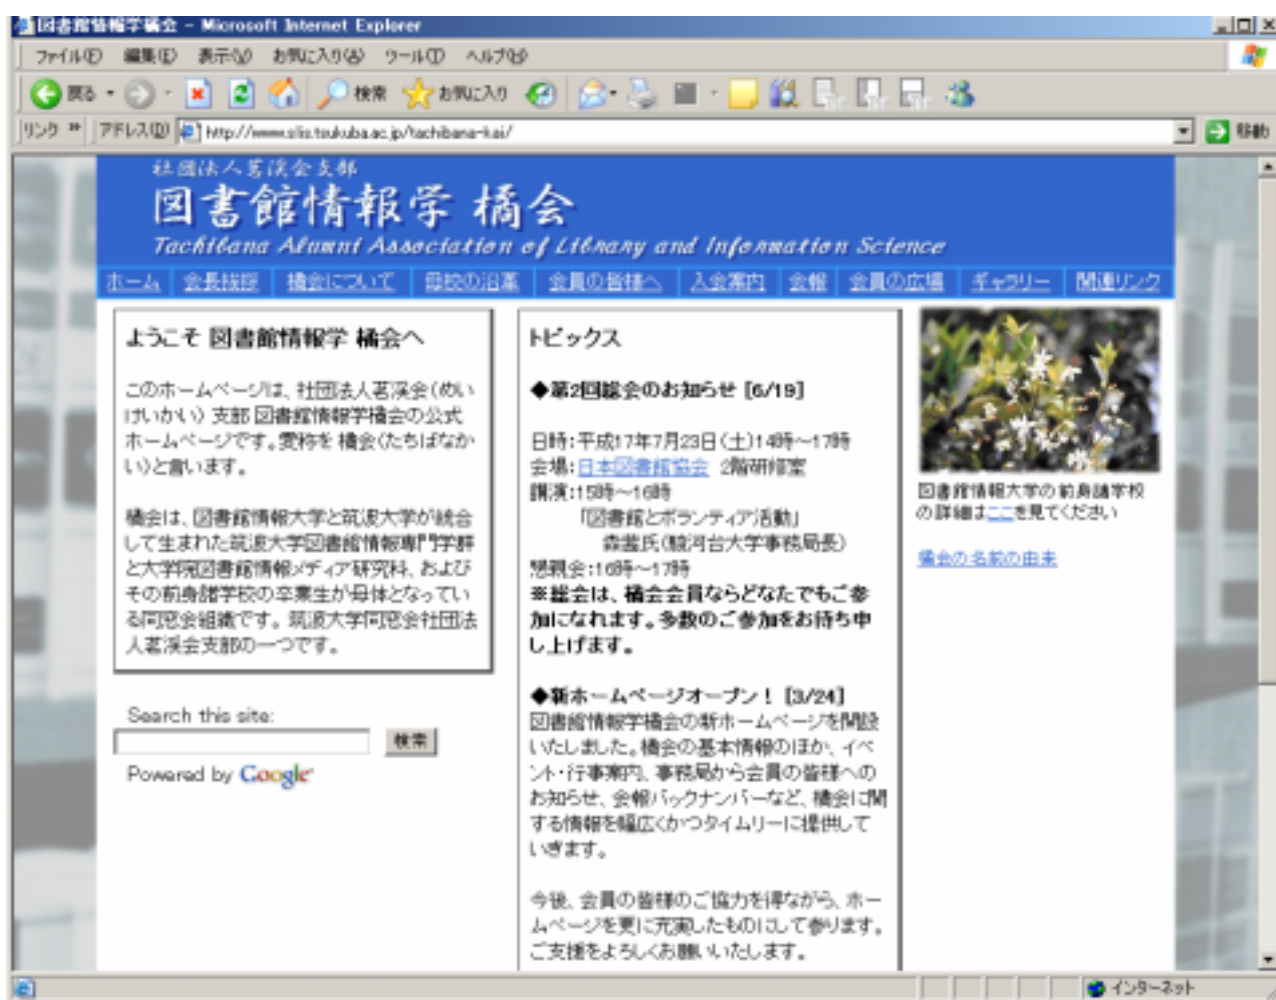 図書館情報学橘会 - Microsoft Internet Explorer
ファイル(F) 編集(E) 表示(V) お気に入り(A) ツール(T) ヘルプ(H)
戻る 検索 お気に入り
リンク » アドレス(D) http://www.slis.tsukuba.ac.jp/tachibana-kai/ 移動
社団法人茗渓会支部
図書館情報学 橘会
Tachibana Alumni Association of Library and Information Science
ホーム 会長挨拶 橘会について 母校の沿革 会員の皆様へ 入会案内 会報 会員の広場 ギャラリー 関連リンク
ようこそ 図書館情報学 橘会へ
このホームページは、社団法人茗渓会(めい
けいかい) 支部 図書館情報学橘会の公式
ホームページです。愛称を 橘会(たちばなか
い)と言います。
橘会は、図書館情報大学と筑波大学が統合
して生まれた筑波大学図書館情報専門学群
と大学院図書館情報メディア研究科、および
その前身諸学校の卒業生が母体となってい
る同窓会組織です。筑波大学同窓会社団法
人茗渓会支部の一つです。
Search this site:
検索
Powered by Google
トピックス
◆第2回総会のお知らせ [6/19]
日時:平成17年7月23日(土)14時～17時
会場:日本図書館協会 2階研修室
講演:15時～16時
「図書館とボランティア活動」
森茜氏(駿河台大学事務局長)
懇親会:16時～17時
※総会は、橘会会員ならどなたでもご参
加になれます。多数のご参加をお待ち申
し上げます。
◆新ホームページオープン! [3/24]
図書館情報学橘会の新ホームページを開設
いたしました。橘会の基本情報のほか、イベ
ント・行事案内、事務局から会員の皆様への
お知らせ、会報バックナンバーなど、橘会に関
する情報を幅広くかつタイムリーに提供して
いきます。
今後、会員の皆様のご協力を得ながら、ホー
ムページを更に充実したものにして参ります。
ご支援をよろしくお願いいたします。
図書館情報大学の前身諸学校
の詳細はここを見てください
橘会の名前の由来
インターネット